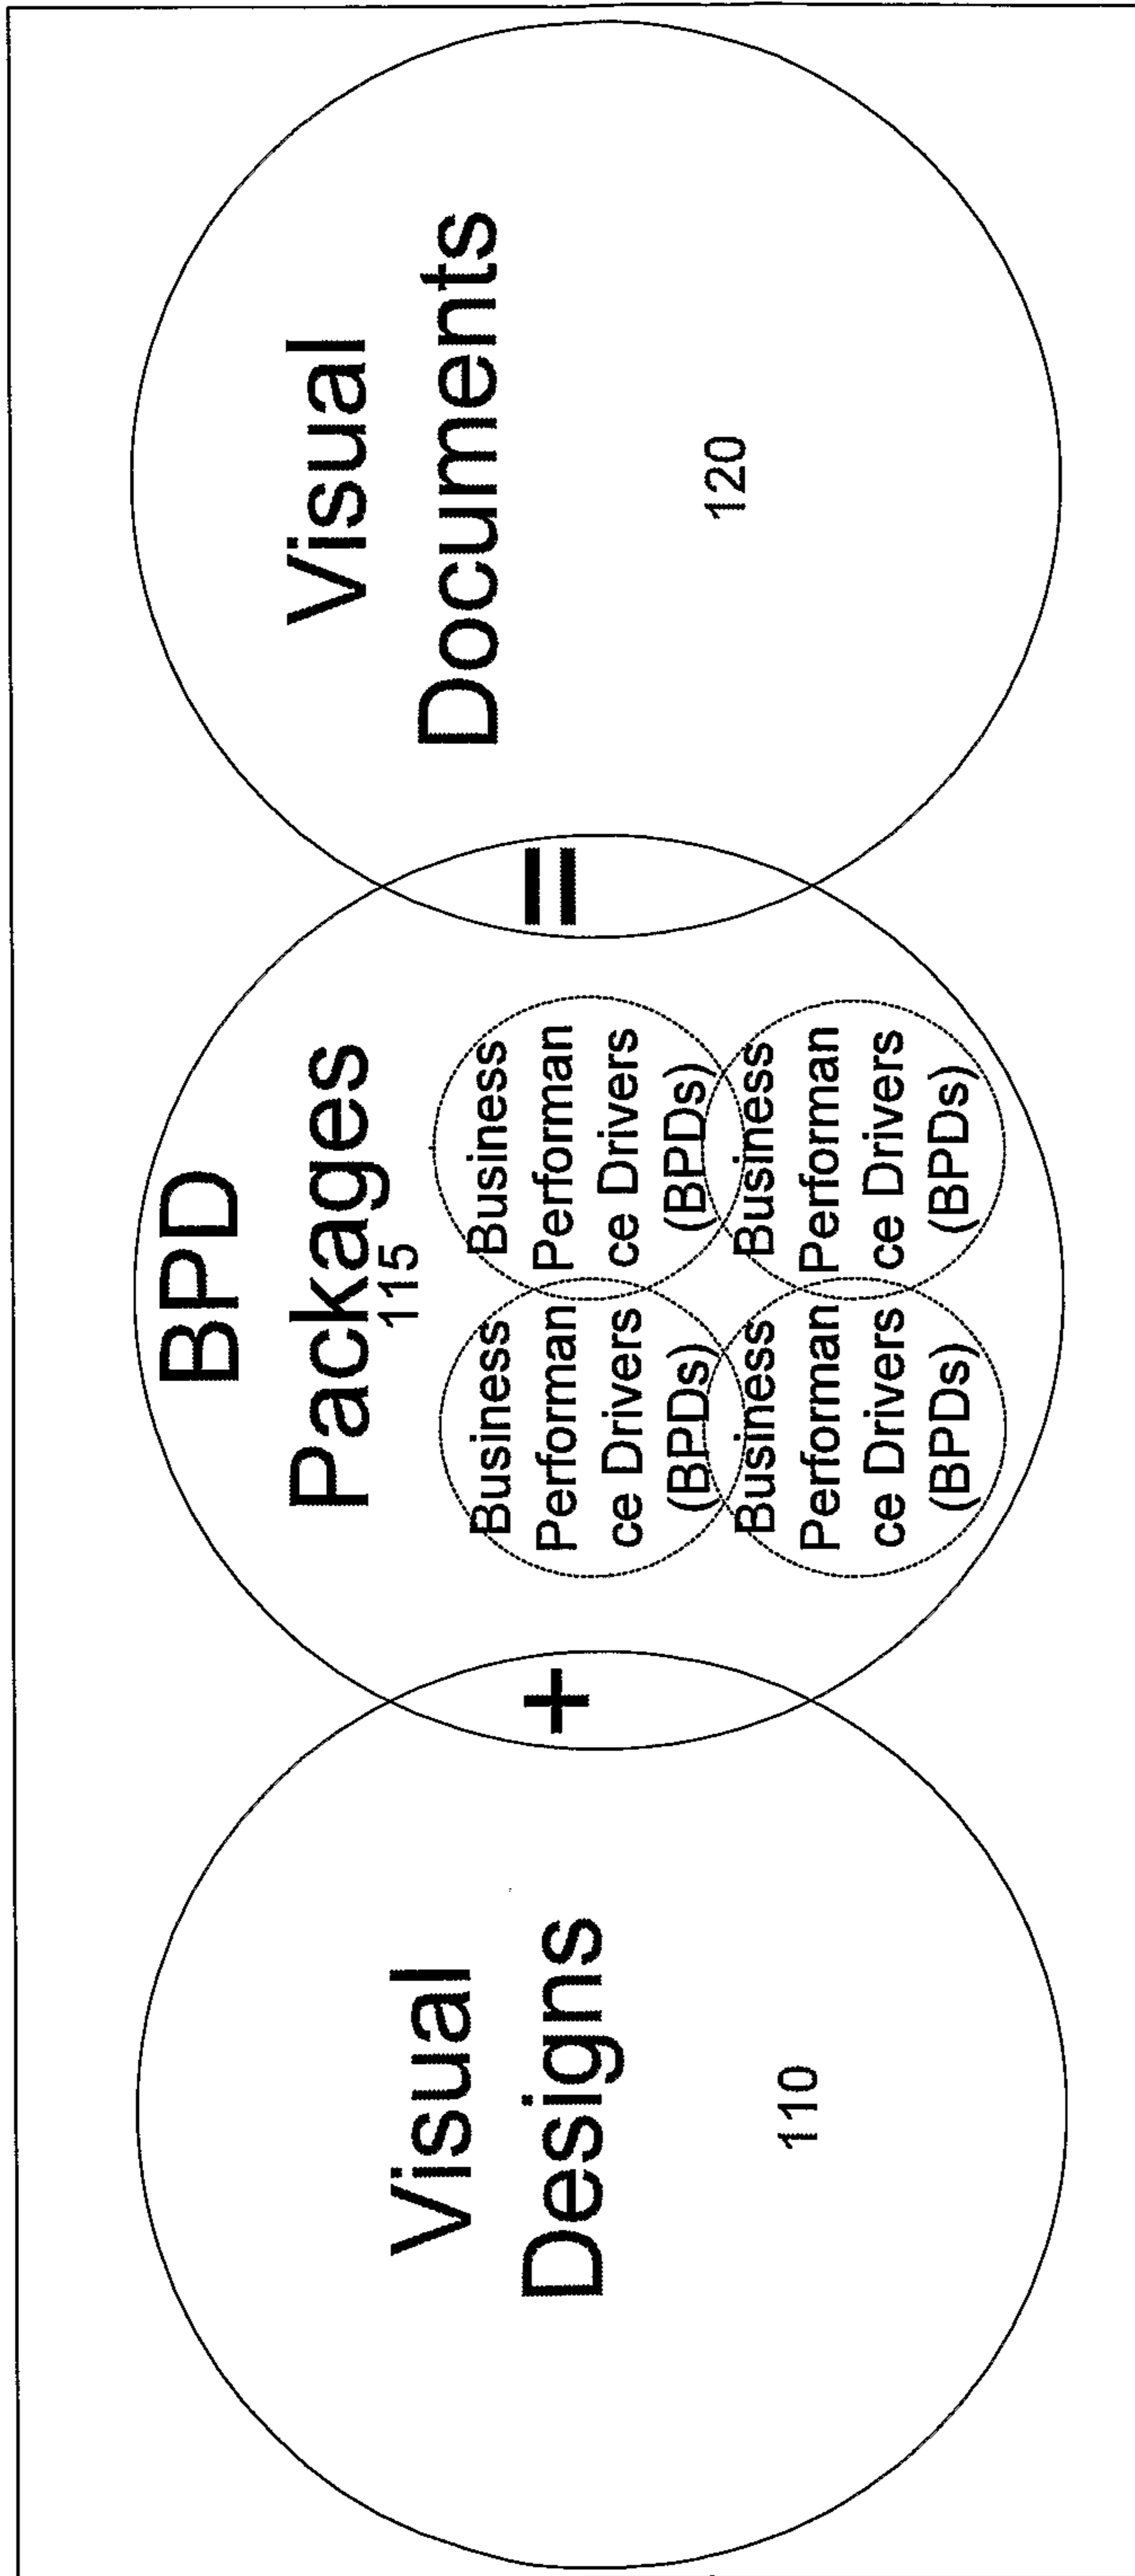 Visual
Designs
110
+
BPD
Packages
115
Business
Performan
ce Drivers
(BPDs)
Business
Performan
ce Drivers
(BPDs)
Business
Performan
ce Drivers
(BPDs)
Business
Performan
ce Drivers
(BPDs)
=
Visual
Documents
120